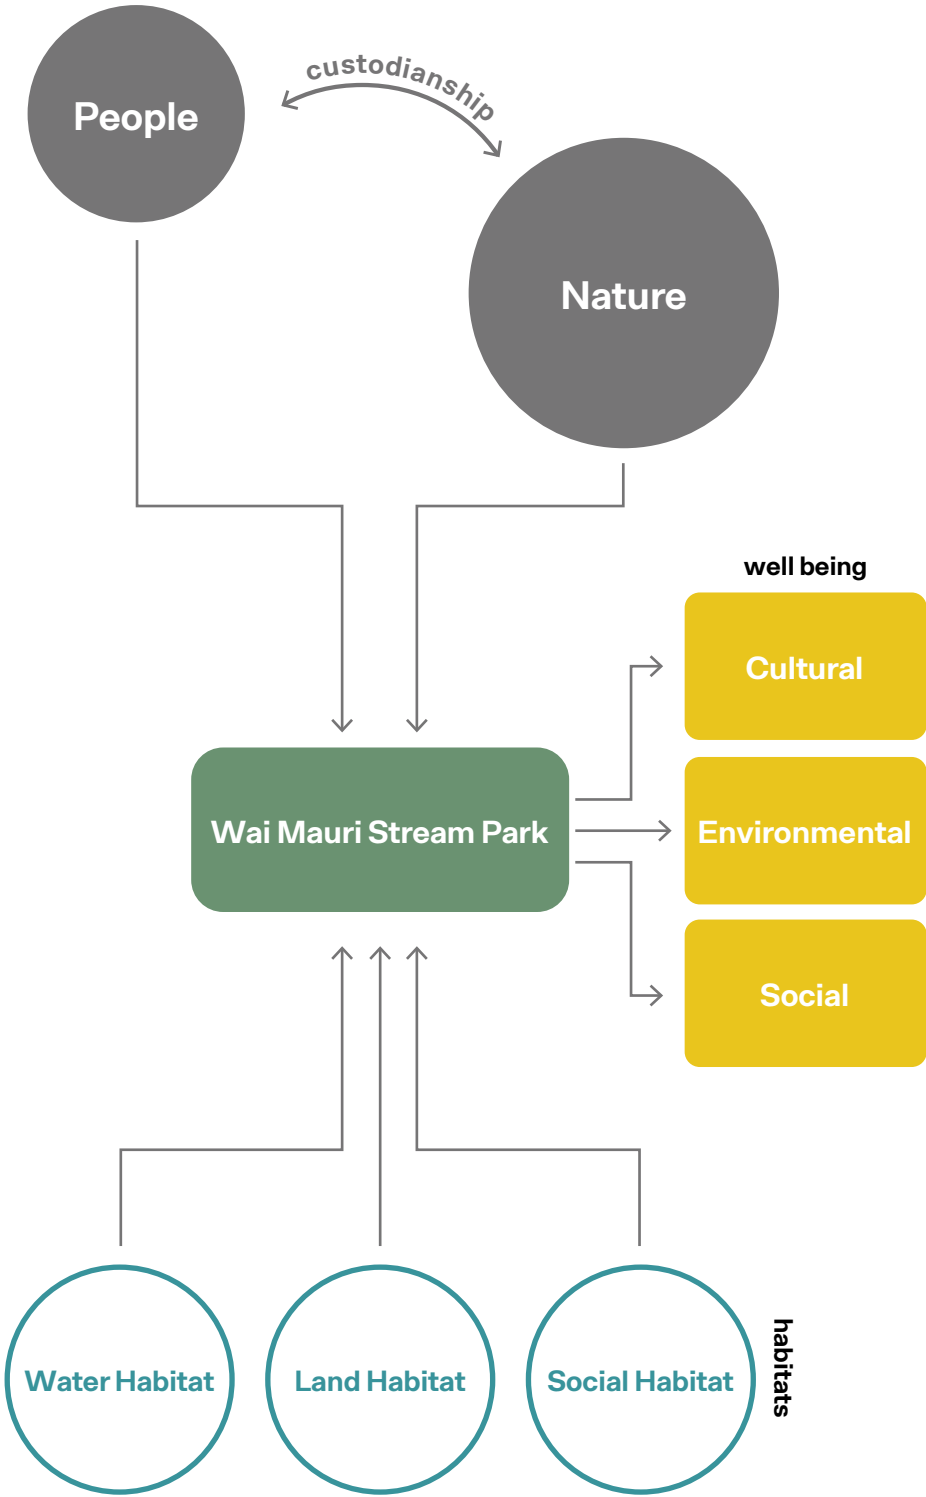 custodianship
People
Nature
well being
Cultural
Wai Mauri Stream Park
Environmental
Social
Water Habitat
Land Habitat
Social Habitat
habitats